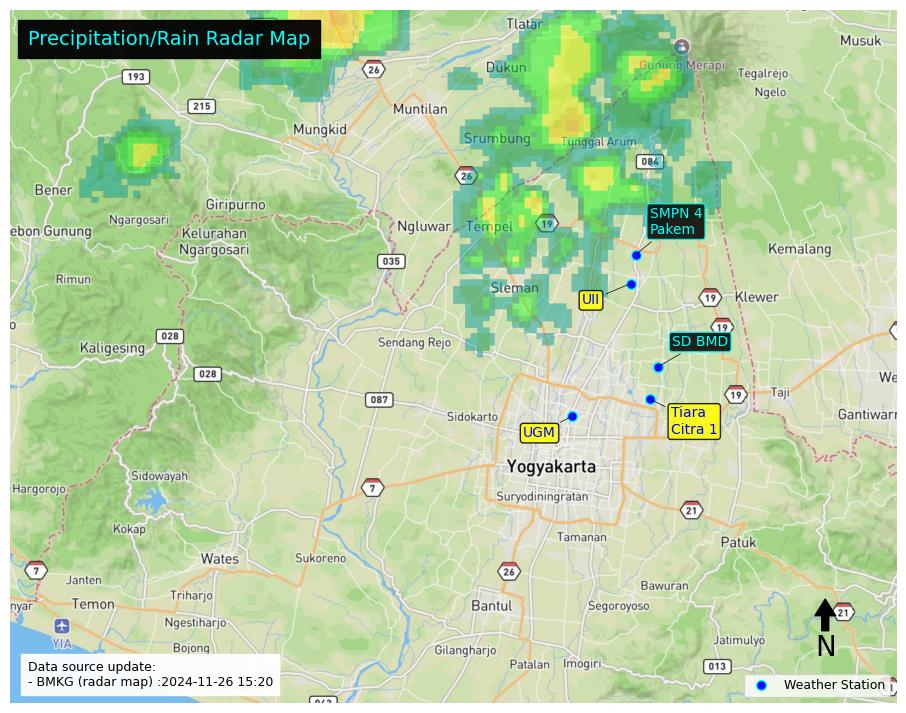 Precipitation/Rain Radar Map
Tlatar
Musuk
Dukun
Gunung Merapi
Tegalrejo
26
193
Ngelo
215
Muntilan
Mungkid
Srumbung
Tunggal Arum
084
26
Bener
Giripurno
SMPN 4
Pakem
Ngargosari
19
Ngluwar
Tempel
ebon Gunung
Kelurahan
Ngargosari
Kemalang
035
Rimun
Sleman
UII
19
Klewer
19
028
Sendang Rejo
SD BMD
Kaligesing
028
087
19
Taji
We
Sidokarto
Tiara
Citra 1
Gantiwarn
UGM
Yogyakarta
Sidowayah
Hargorojo
7
Suryodiningratan
21
Kokap
Tamanan
Patuk
Wates
Sukoreno
7
26
Janten
Bawuran
Triharjo
nyar
Temon
Bantul
Segoroyoso
21
Ngestiharjo
YIA
N
Jatimulyo
Bojong
Gilangharjo
Patalan
Imogiri
013
Data source update:
- BMKG (radar map) :2024-11-26 15:20
Weather Station